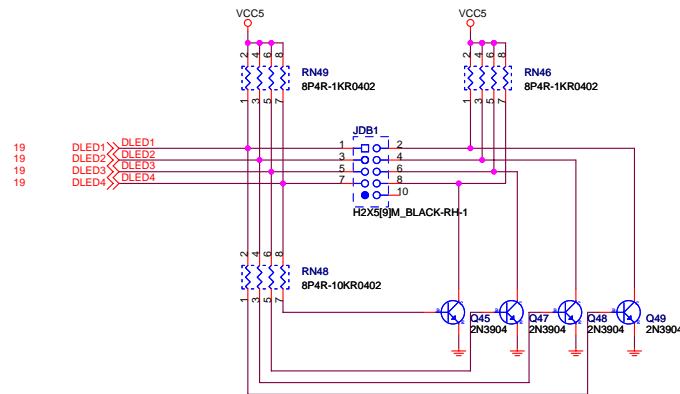 VCC5 VCC5
2 4 6 8 2 4 6 8
RN49 RN46
8P4R-1KR0402 8P4R-1KR0402
1 3 5 7 1 3 5 7
JDB1
19 DLED1 DLED1 1 2
19 DLED2 DLED2 3 4
19 DLED3 DLED3 5 6
19 DLED4 DLED4 7 8
10
H2X5[9]M_BLACK-RH-1
2 4 6 8
RN48
8P4R-10KR0402
1 3 5 7
Q45 Q47 Q48 Q49
2N3904 2N3904 2N3904 2N3904